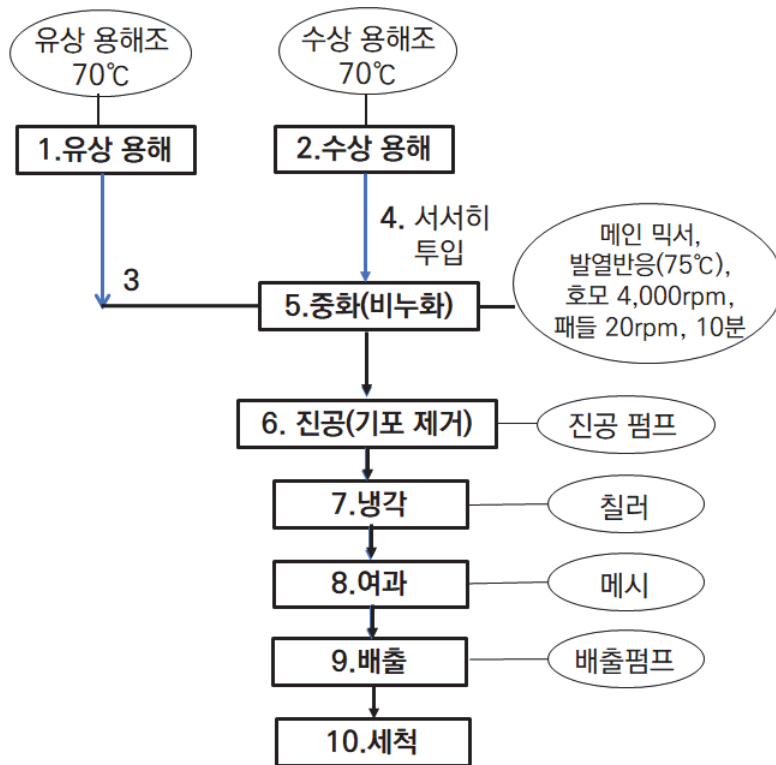 유상 용해조
70℃
수상 용해조
70℃
1.유상 용해
2.수상 용해
3
4. 서서히
투입
메인 믹서,
발열반응(75℃),
호모 4,000rpm,
패들 20rpm, 10분
5.중화(비누화)
6. 진공(기포 제거)
진공 펌프
7.냉각
칠러
8.여과
메시
9.배출
배출펌프
10.세척